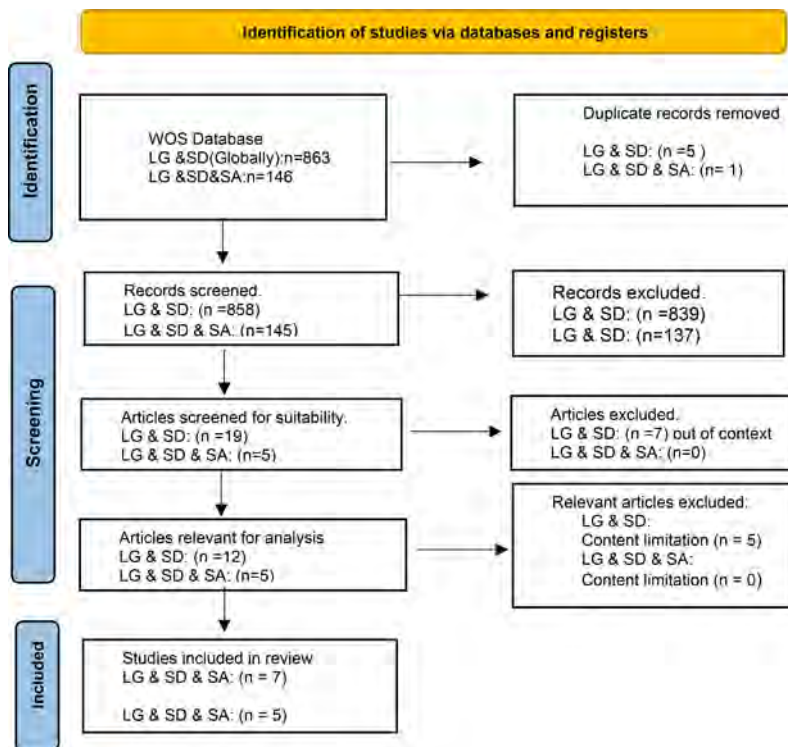 Identification of studies via databases and registers
Identification
WOS Database
LG &SD(Globally):n=863
LG &SD&SA:n=146
Duplicate records removed
LG & SD: (n =5 )
LG & SD & SA: (n= 1)
Screening
Records screened.
LG & SD: (n =858)
LG & SD & SA: (n=145)
Records excluded.
LG & SD: (n =839)
LG & SD: (n=137)
Articles screened for suitability.
LG & SD: (n =19)
LG & SD & SA: (n=5)
Articles excluded.
LG & SD: (n =7) out of context
LG & SD & SA: (n=0)
Articles relevant for analysis
LG & SD: (n =12)
LG & SD & SA: (n=5)
Relevant articles excluded:
LG & SD:
Content limitation (n = 5)
LG & SD & SA:
Content limitation (n = 0)
Included
Studies included in review
LG & SD & SA: (n = 7)
LG & SD & SA: (n = 5)